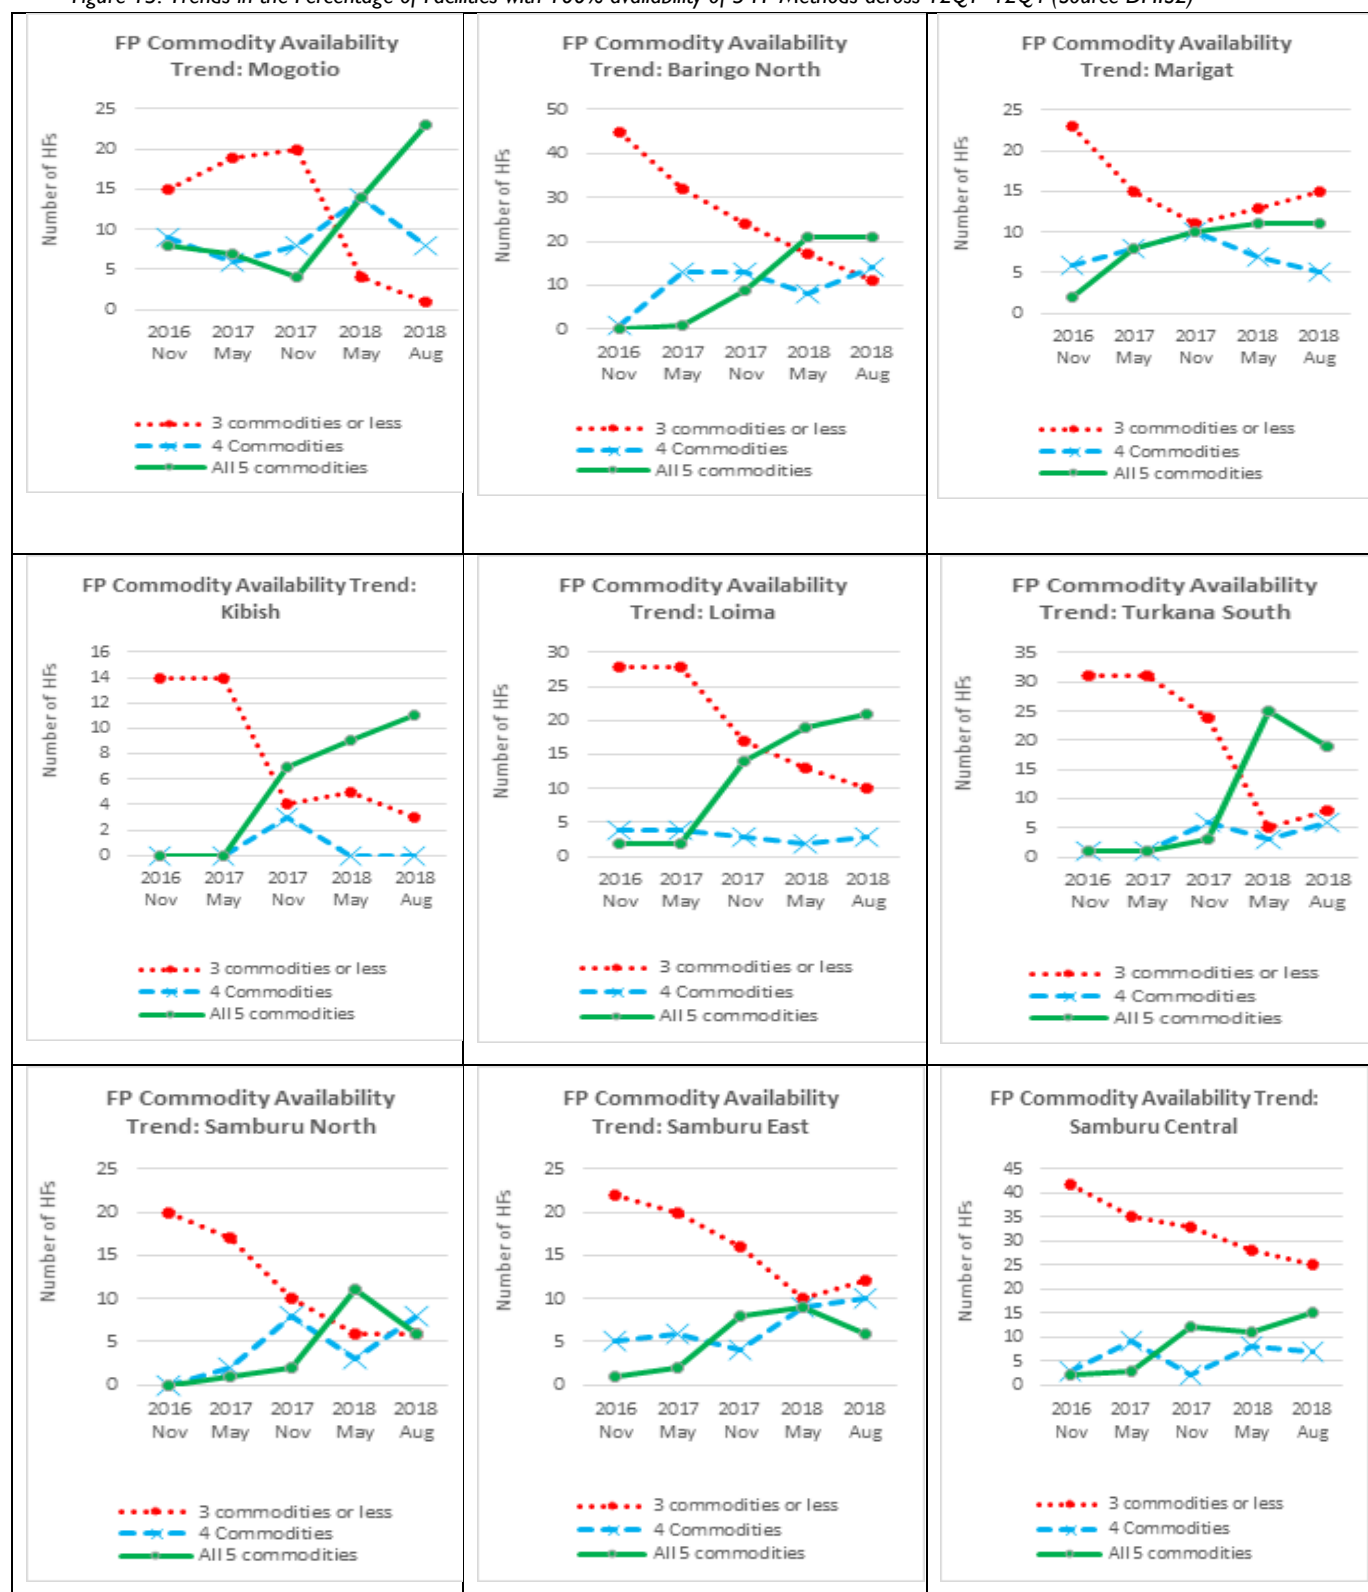 FP Commodity Availability
Trend: Mogotio
Number of HFs
25
20
15
10
5
0
2016 2017 2017 2018 2018
Nov May Nov May Aug
3 commodities or less
4 Commodities
All 5 commodities
FP Commodity Availability
Trend: Baringo North
Number of HFs
50
40
30
20
10
0
2016 2017 2017 2018 2018
Nov May Nov May Aug
3 commodities or less
4 Commodities
All 5 commodities
FP Commodity Availability
Trend: Marigat
Number of HFs
25
20
15
10
5
0
2016 2017 2017 2018 2018
Nov May Nov May Aug
3 commodities or less
4 Commodities
All 5 commodities
FP Commodity Availability Trend:
Kibish
Number of HFs
16
14
12
10
8
6
4
2
0
2016 2017 2017 2018 2018
Nov May Nov May Aug
3 commodities or less
4 Commodities
All 5 commodities
FP Commodity Availability
Trend: Loima
Number of HFs
30
25
20
15
10
5
0
2016 2017 2017 2018 2018
Nov May Nov May Aug
3 commodities or less
4 Commodities
All 5 commodities
FP Commodity Availability
Trend: Turkana South
Number of HFs
35
30
25
20
15
10
5
0
2016 2017 2017 2018 2018
Nov May Nov May Aug
3 commodities or less
4 Commodities
All 5 commodities
FP Commodity Availability
Trend: Samburu North
Number of HFs
25
20
15
10
5
0
2016 2017 2017 2018 2018
Nov May Nov May Aug
3 commodities or less
4 Commodities
All 5 commodities
FP Commodity Availability
Trend: Samburu East
Number of HFs
25
20
15
10
5
0
2016 2017 2017 2018 2018
Nov May Nov May Aug
3 commodities or less
4 Commodities
All 5 commodities
FP Commodity Availability Trend:
Samburu Central
Number of HFs
45
40
35
30
25
20
15
10
5
0
2016 2017 2017 2018 2018
Nov May Nov May Aug
3 commodities or less
4 Commodities
All 5 commodities